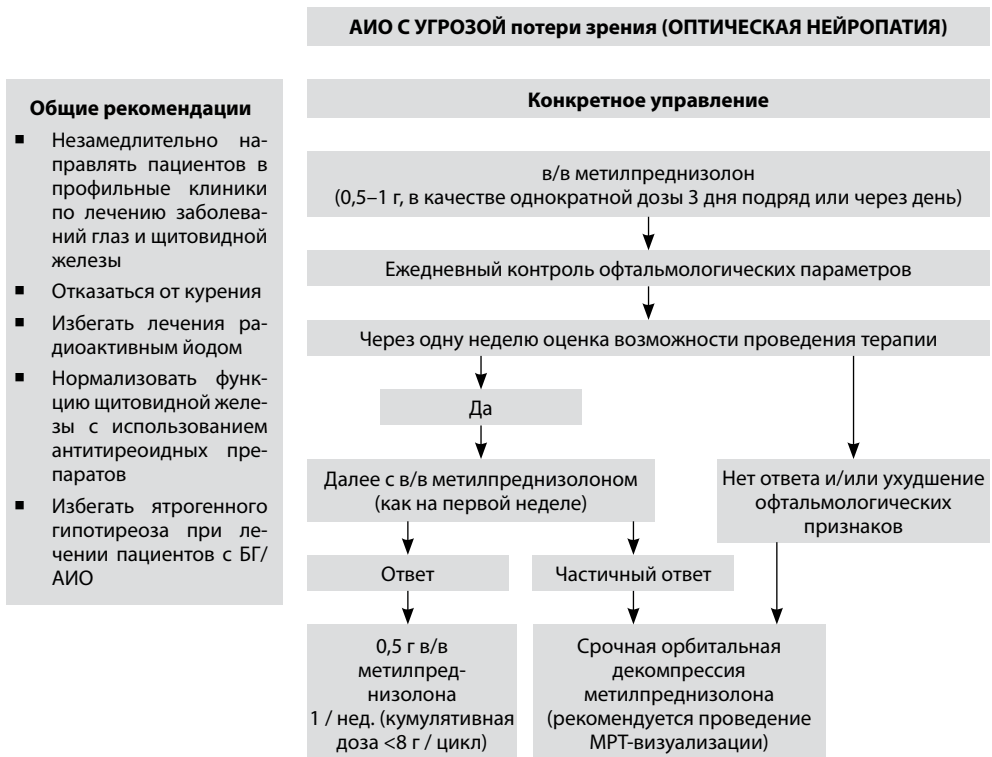 АИО С УГРОЗОЙ потери зрения (ОПТИЧЕСКАЯ НЕЙРОПАТИЯ)
Общие рекомендации
■ Незамедлительно на-
правлять пациентов в
профильные клиники
по лечению заболева-
ний глаз и щитовидной
железы
■ Отказаться от курения
■ Избегать лечения ра-
диоактивным йодом
■ Нормализовать функ-
цию щитовидной желе-
зы с использованием
антитиреоидных пре-
паратов
■ Избегать ятрогенного
гипотиреоза при ле-
чении пациентов с БГ/
АИО
Конкретное управление
в/в метилпреднизолон
(0,5–1 г, в качестве однократной дозы 3 дня подряд или через день)
Ежедневный контроль офтальмологических параметров
Через одну неделю оценка возможности проведения терапии
Да
Далее с в/в метилпреднизолоном
(как на первой неделе)
Нет ответа и/или ухудшение
офтальмологических
признаков
Ответ
Частичный ответ
0,5 г в/в
метилпред-
низолона
1 / нед. (кумулятивная
доза <8 г / цикл)
Срочная орбитальная
декомпрессия
метилпреднизолона
(рекомендуется проведение
МРТ-визуализации)